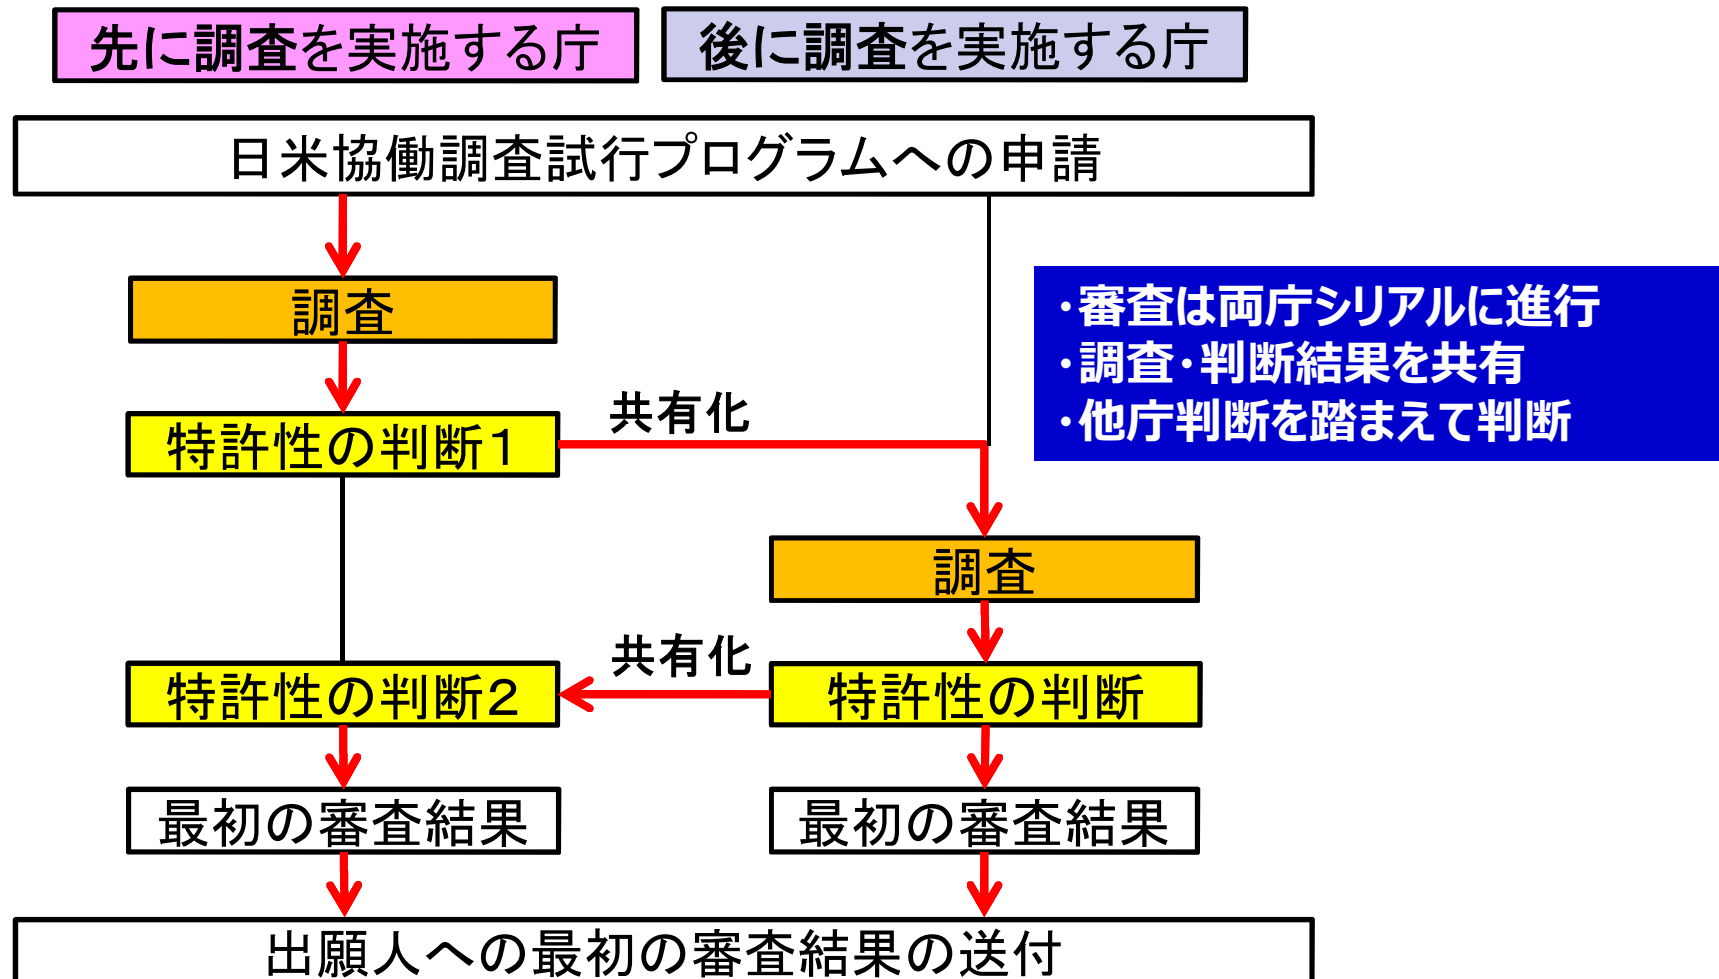 先に調査を実施する庁
後に調査を実施する庁
日米協働調査試行プログラムへの申請
調査
・審査は両庁シリアルに進行
・調査・判断結果を共有
・他庁判断を踏まえて判断
共有化
特許性の判断１
調査
共有化
特許性の判断２
特許性の判断
最初の審査結果
最初の審査結果
出願人への最初の審査結果の送付